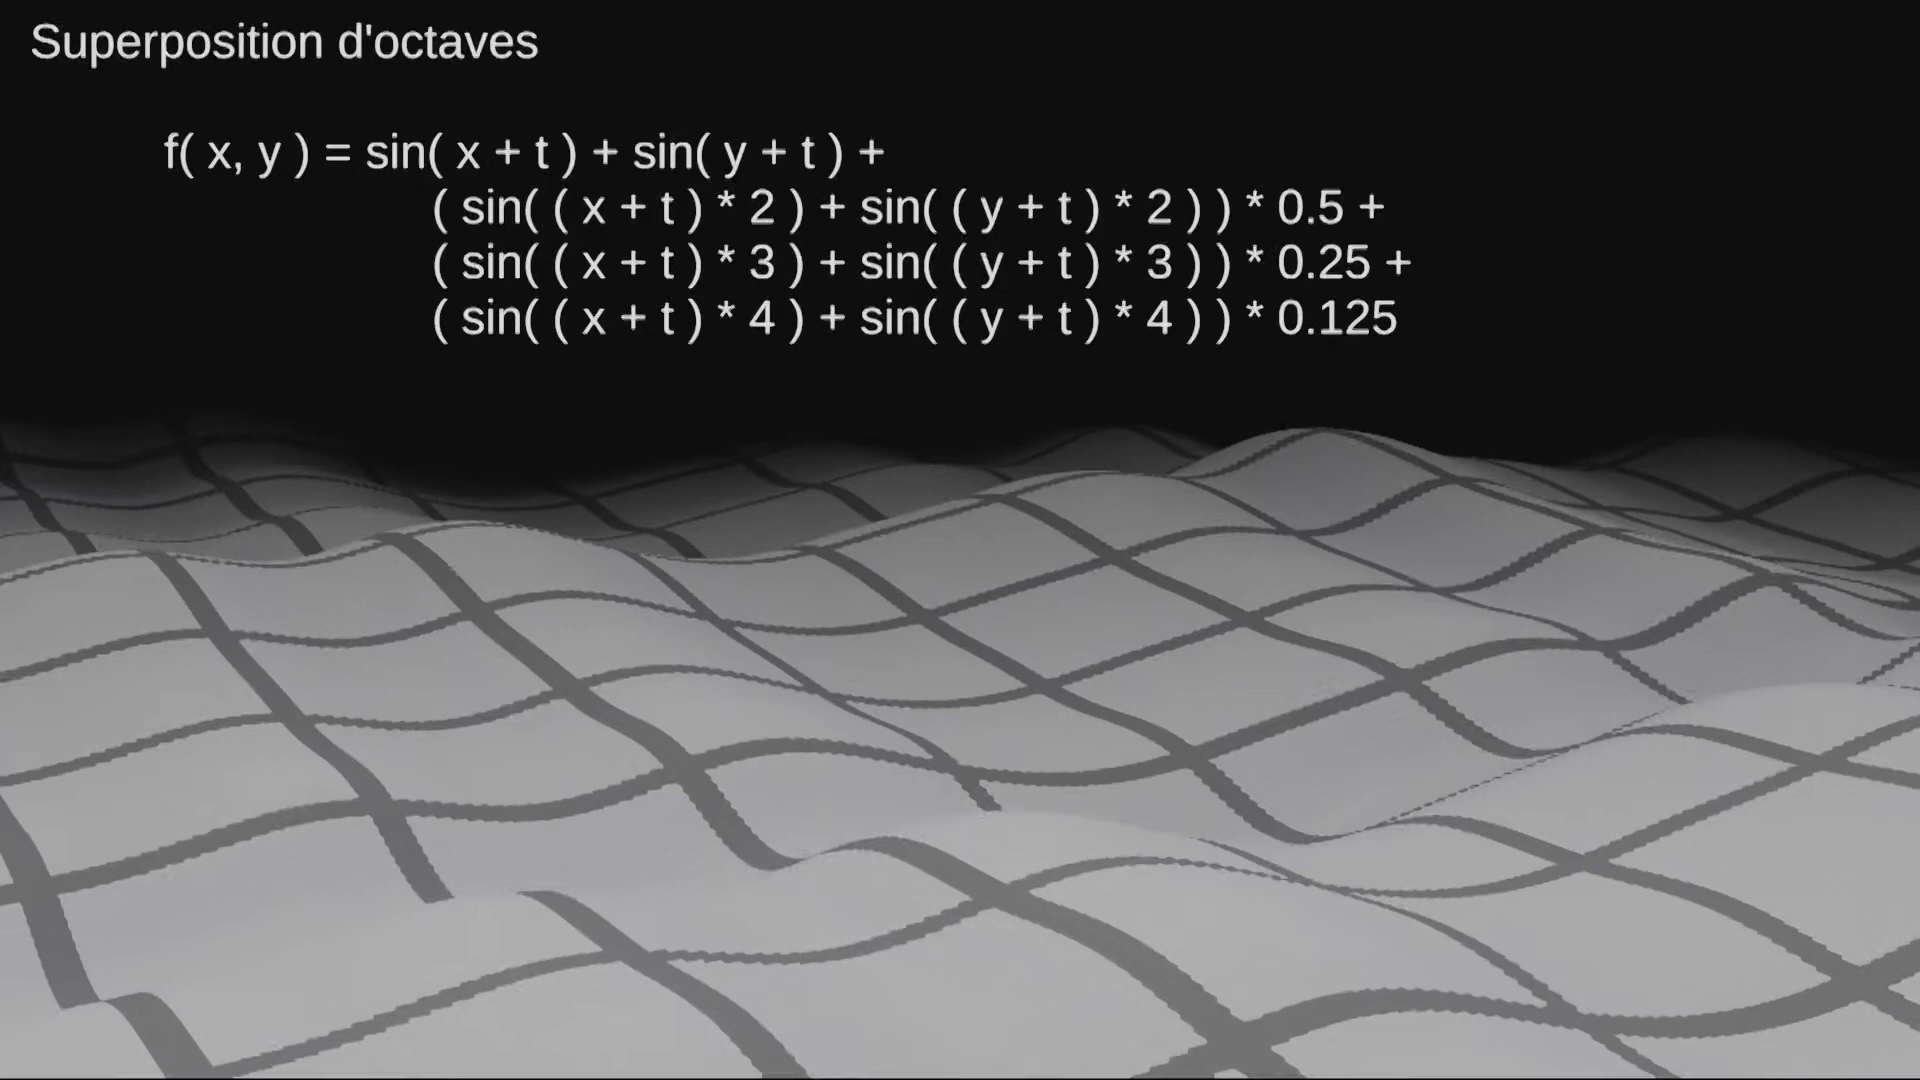 Superposition d'octaves
f( x, y ) = sin( x + t ) + sin( y + t ) +
( sin( ( x + t ) * 2 ) + sin( ( y + t ) * 2 ) ) * 0.5 +
( sin( ( x + t ) * 3 ) + sin( ( y + t ) * 3 ) ) * 0.25 +
( sin( ( x + t ) * 4 ) + sin( ( y + t ) * 4 ) ) * 0.125